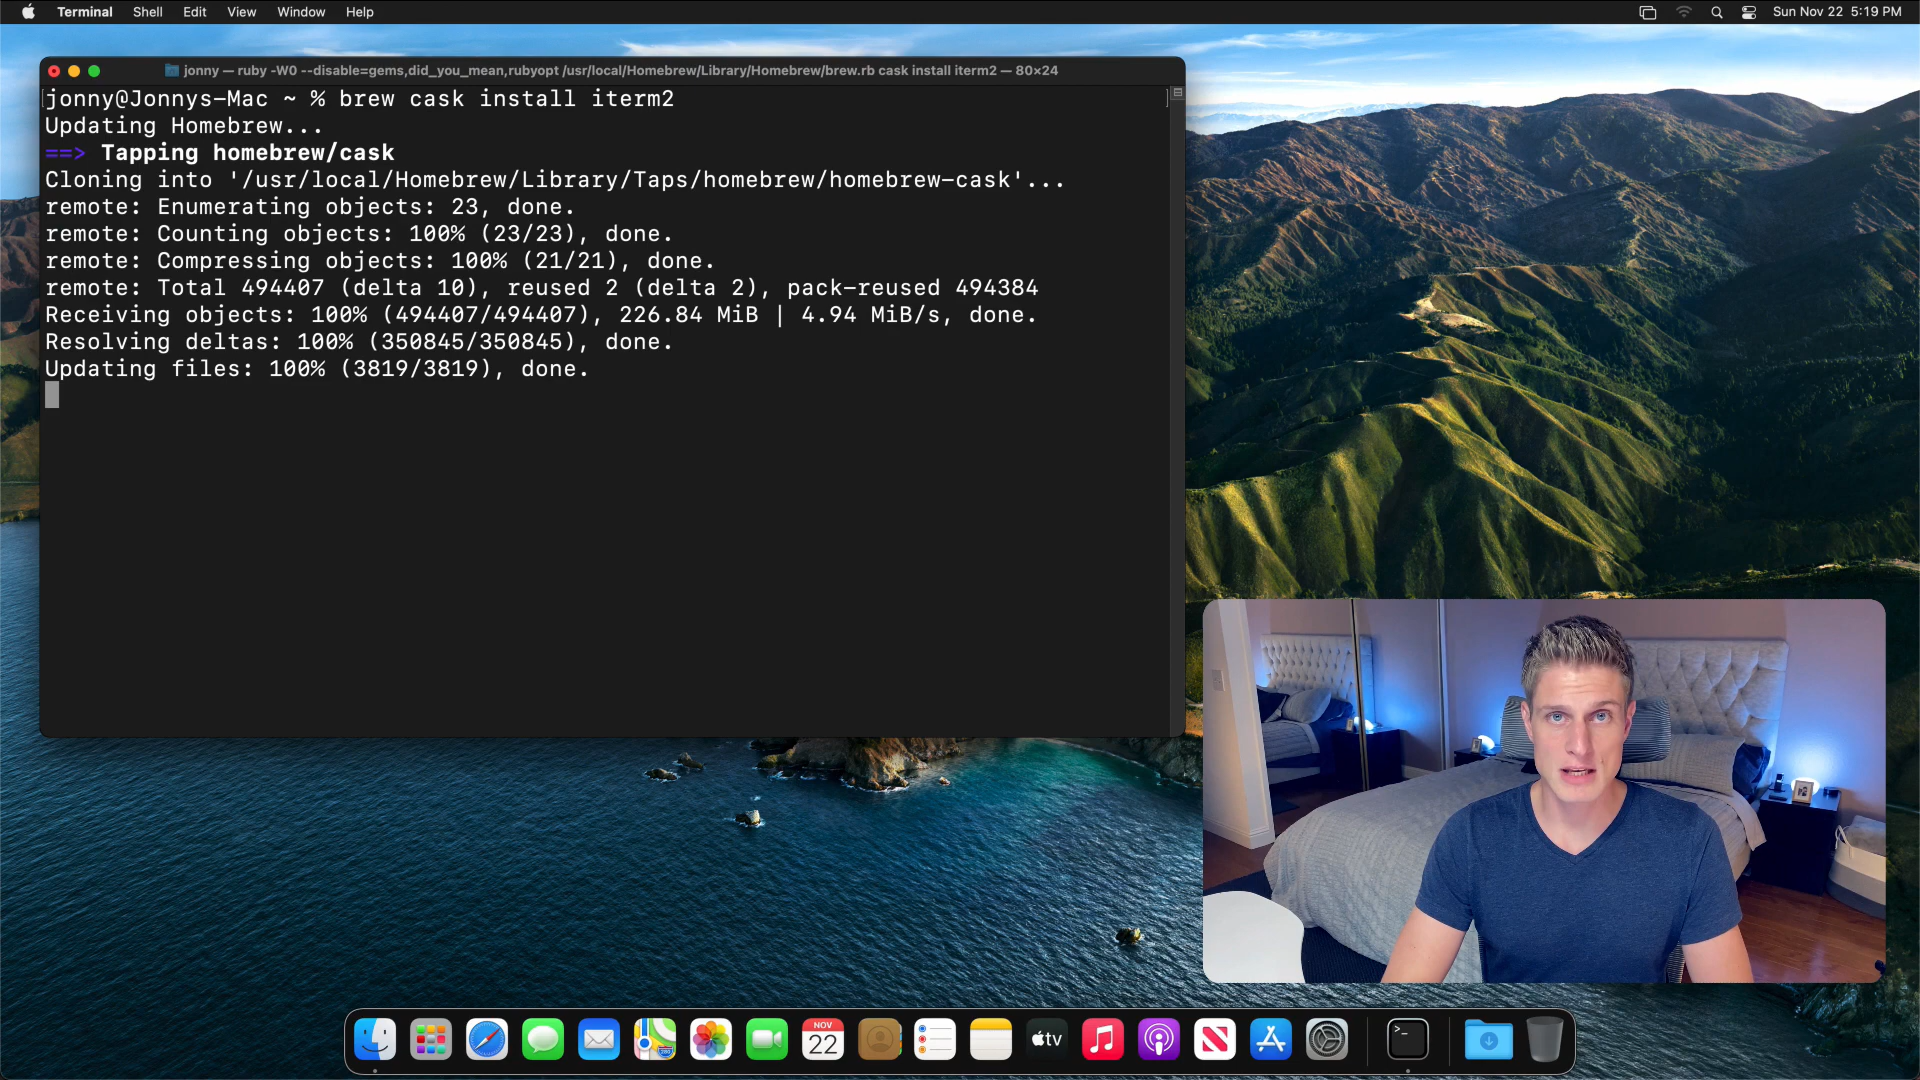 Terminal Shell Edit View Window Help
Sun Nov 22 5:19 PM
jonny — ruby -W0 --disable=gems,did_you_mean,rubyopt /usr/local/Homebrew/Library/Homebrew/brew.rb cask install iterm2 — 80×24
jonny@Jonnys-Mac ~ % brew cask install iterm2
Updating Homebrew...
==> Tapping homebrew/cask
Cloning into '/usr/local/Homebrew/Library/Taps/homebrew/homebrew-cask'...
remote: Enumerating objects: 23, done.
remote: Counting objects: 100% (23/23), done.
remote: Compressing objects: 100% (21/21), done.
remote: Total 494407 (delta 10), reused 2 (delta 2), pack-reused 494384
Receiving objects: 100% (494407/494407), 226.84 MiB | 4.94 MiB/s, done.
Resolving deltas: 100% (350845/350845), done.
Updating files: 100% (3819/3819), done.
NOV
22
tv
>_